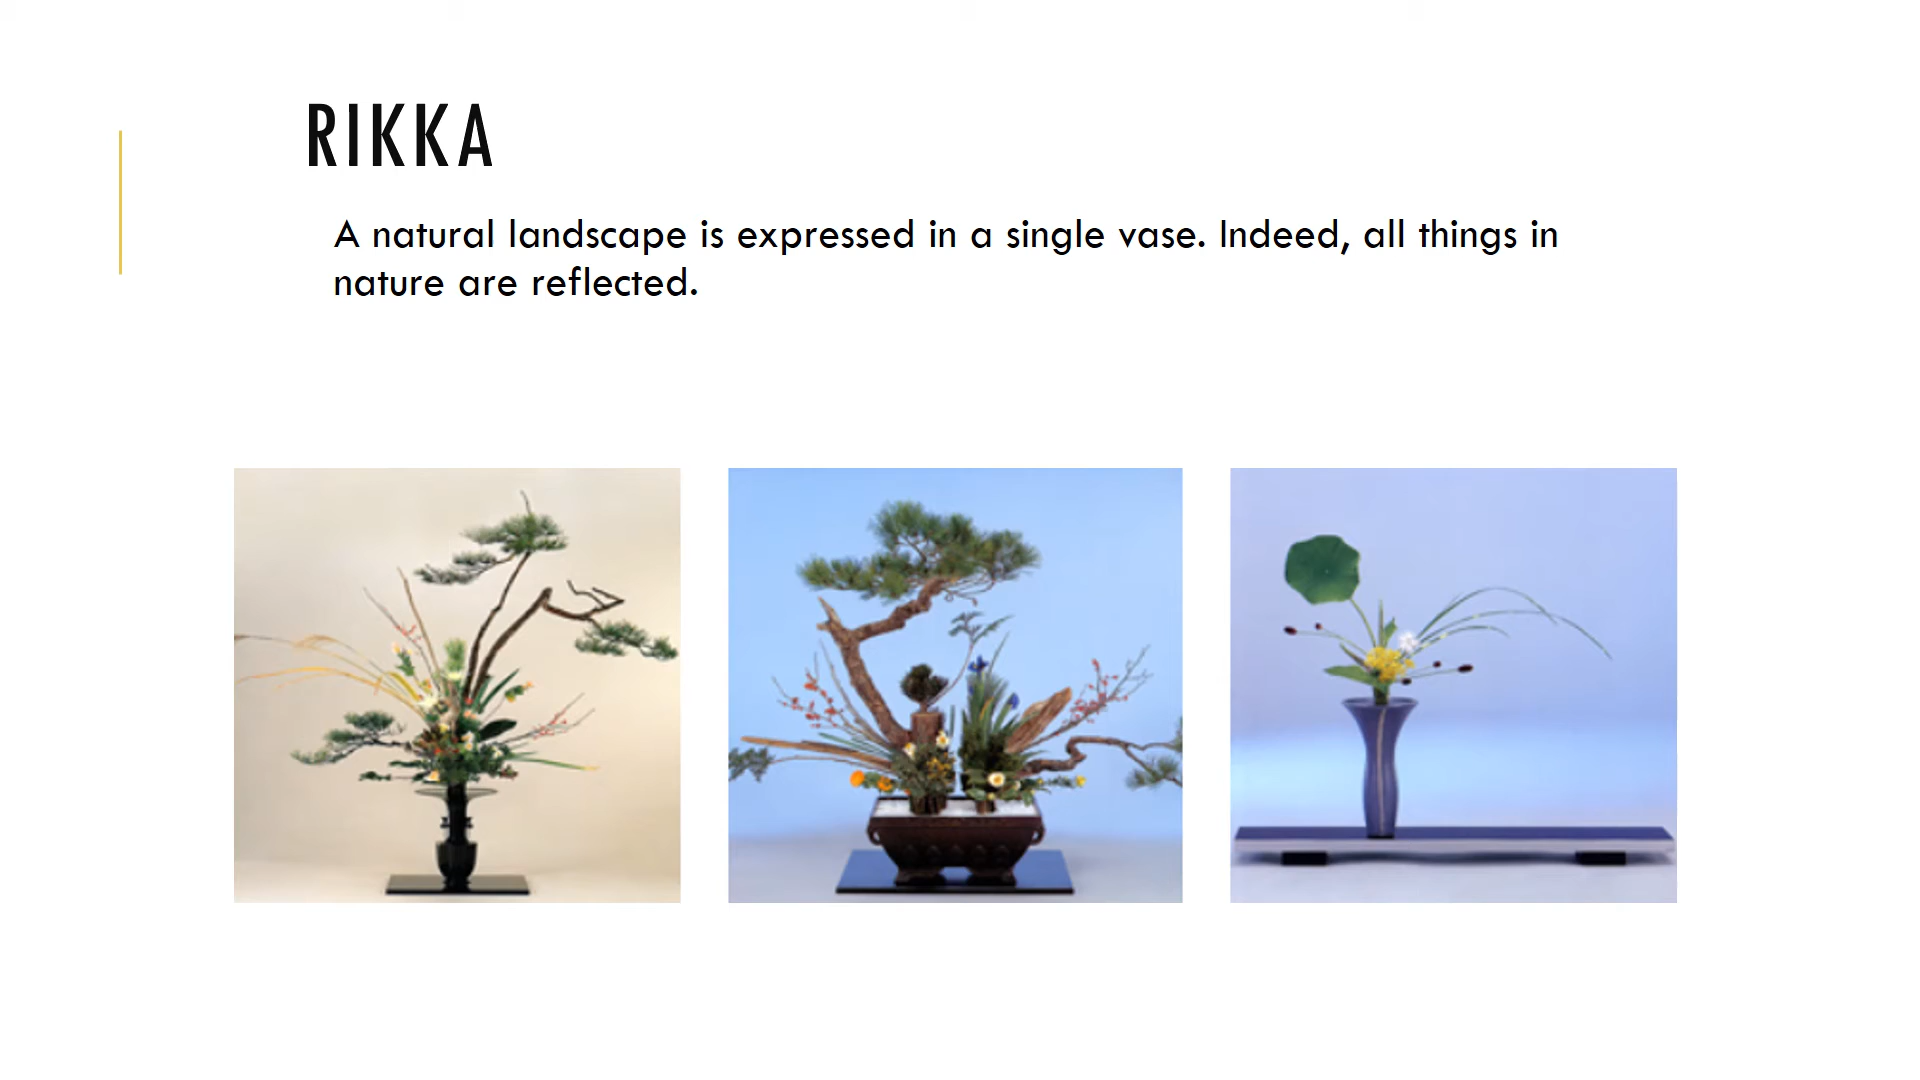 RIKKA
A natural landscape is expressed in a single vase. Indeed, all things in
nature are reflected.